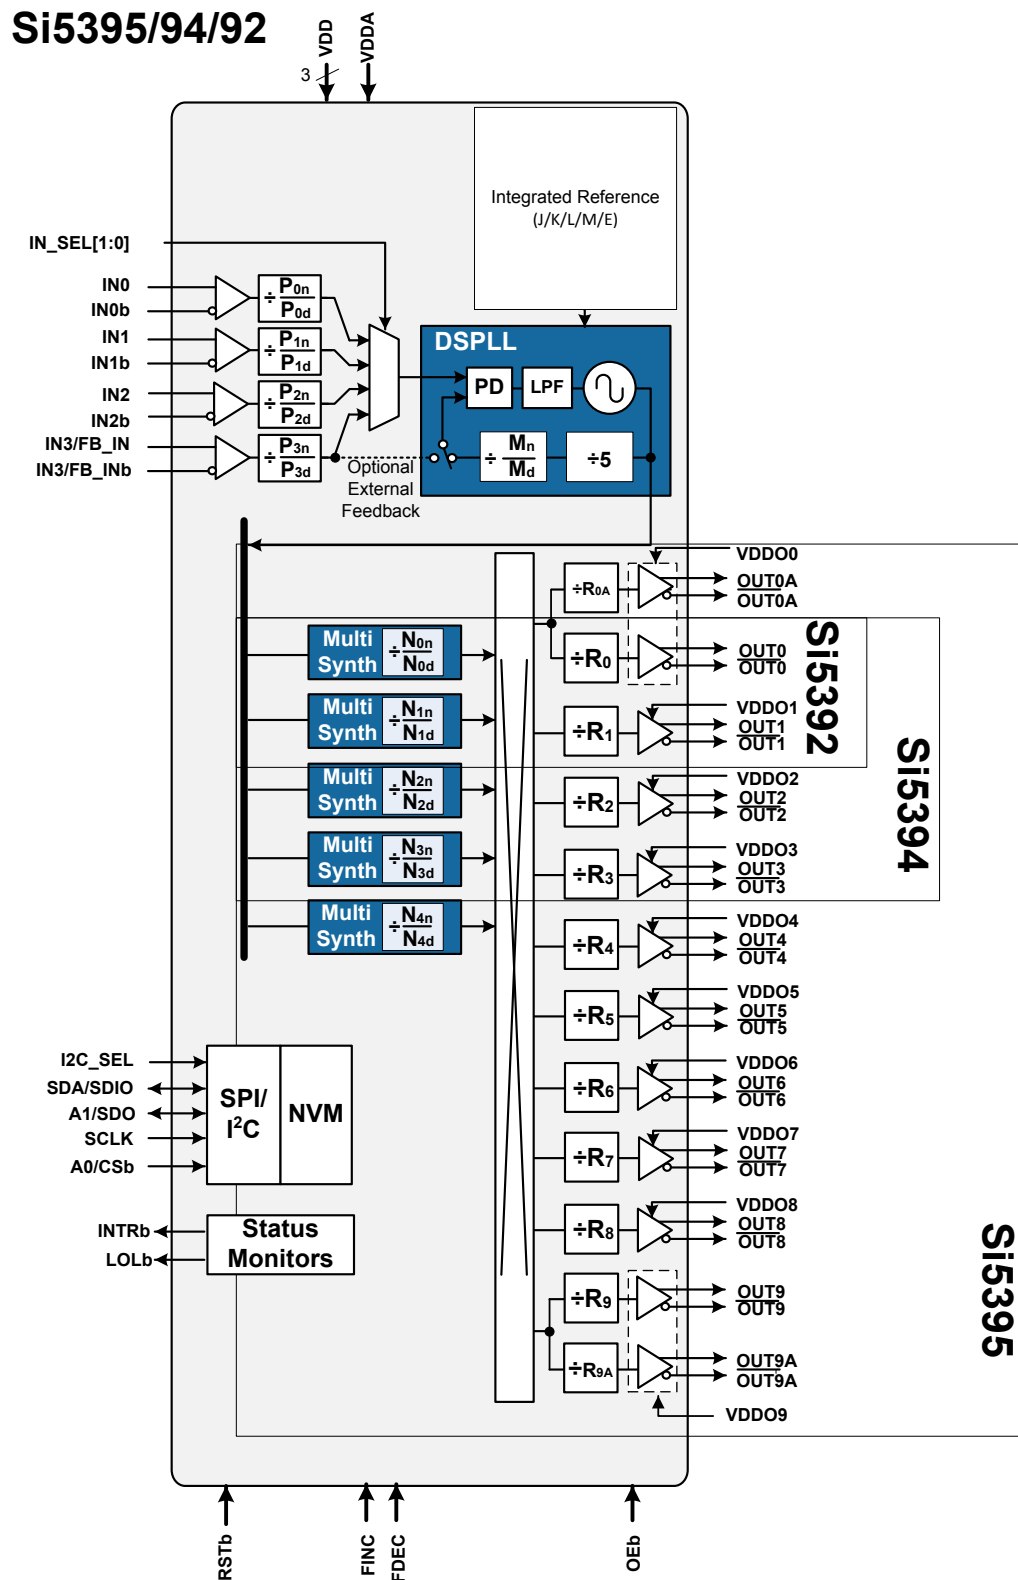 Si5395/94/92
VDD
VDDA
3
Integrated Reference
(J/K/L/M/E)
IN_SEL[1:0]
IN0
IN0b
÷ P0n
P0d
IN1
IN1b
÷ P1n
P1d
IN2
IN2b
÷ P2n
P2d
IN3/FB_IN
IN3/FB_INb
÷ P3n
P3d
DSPLL
PD
LPF
÷ Mn
Md
÷5
Optional
External
Feedback
VDDO0
÷R0A
OUT0A
OUT0A
Multi
Synth
÷ N0n
N0d
÷R0
OUT0
OUT0
Si5392
Multi
Synth
÷ N1n
N1d
÷R1
VDDO1
OUT1
OUT1
Si5394
Multi
Synth
÷ N2n
N2d
÷R2
VDDO2
OUT2
OUT2
Multi
Synth
÷ N3n
N3d
÷R3
VDDO3
OUT3
OUT3
Multi
Synth
÷ N4n
N4d
÷R4
VDDO4
OUT4
OUT4
÷R5
VDDO5
OUT5
OUT5
I2C_SEL
SDA/SDIO
A1/SDO
SCLK
A0/CSb
SPI/
I²C
NVM
÷R6
VDDO6
OUT6
OUT6
÷R7
VDDO7
OUT7
OUT7
INTRb
LOLb
Status
Monitors
÷R8
VDDO8
OUT8
OUT8
Si5395
÷R9
OUT9
OUT9
÷R9A
OUT9A
OUT9A
VDDO9
RSTb
FINC
FDEC
OEb